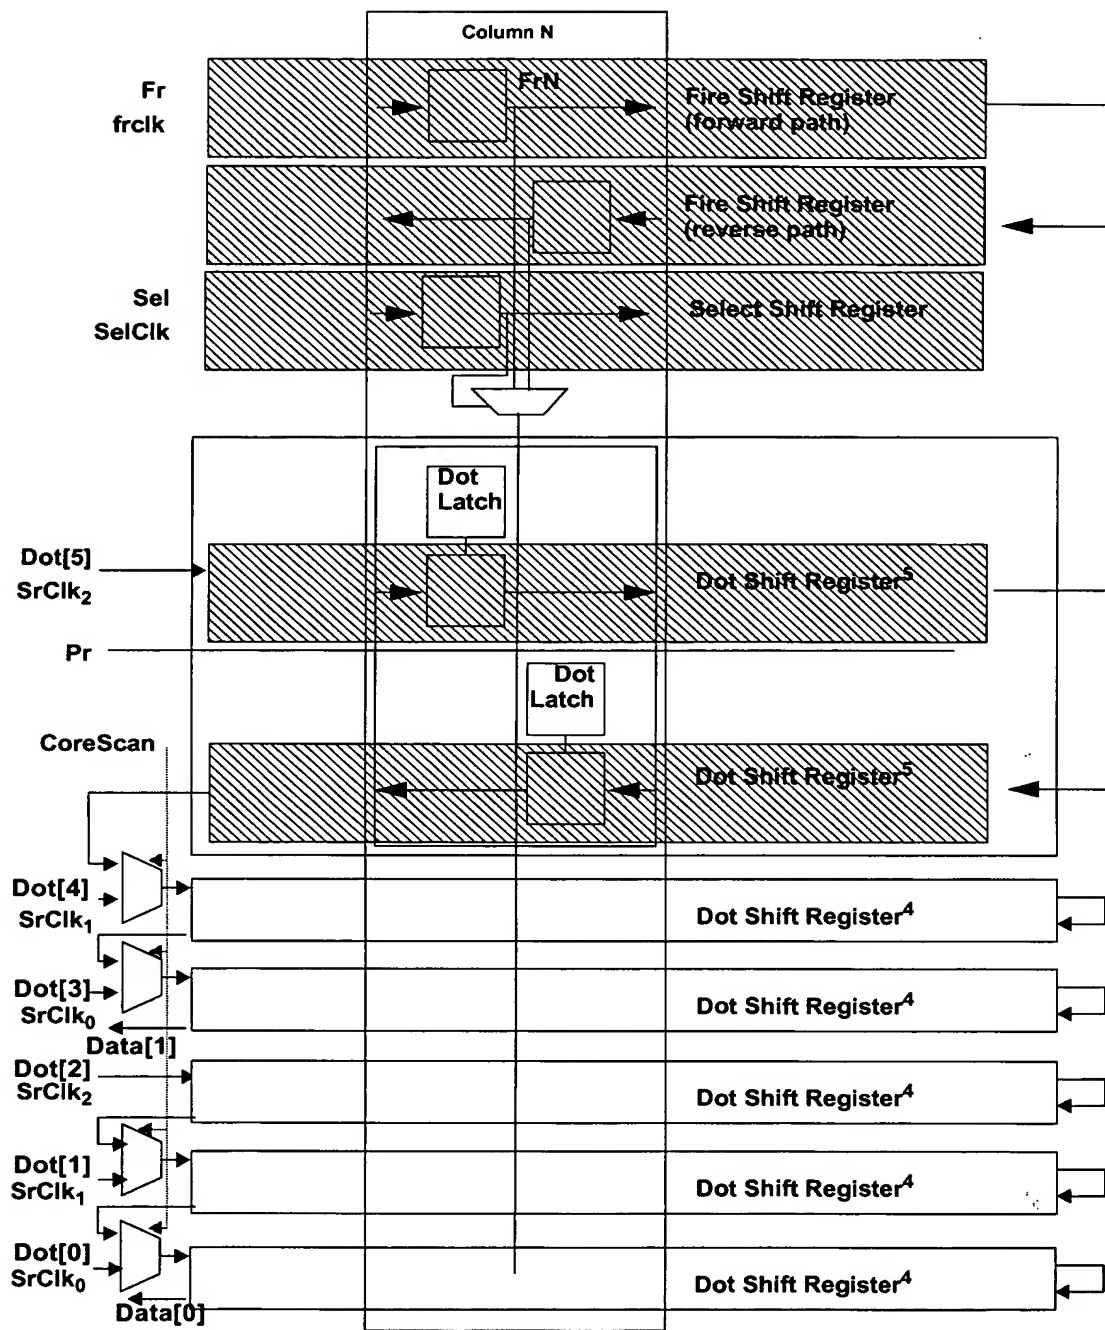 Column N
Fr
frclk
FrN
Fire Shift Register
(forward path)
Fire Shift Register
(reverse path)
Sel
SelClk
Select Shift Register
Dot
Latch
Dot[5]
SrClk2
Dot Shift Register5
Pr
Dot
Latch
CoreScan
Dot Shift Register5
Dot[4]
SrClk1
Dot Shift Register4
Dot[3]
SrClk0
Dot Shift Register4
Data[1]
Dot[2]
SrClk2
Dot Shift Register4
Dot[1]
SrClk1
Dot Shift Register4
Dot[0]
SrClk0
Dot Shift Register4
Data[0]